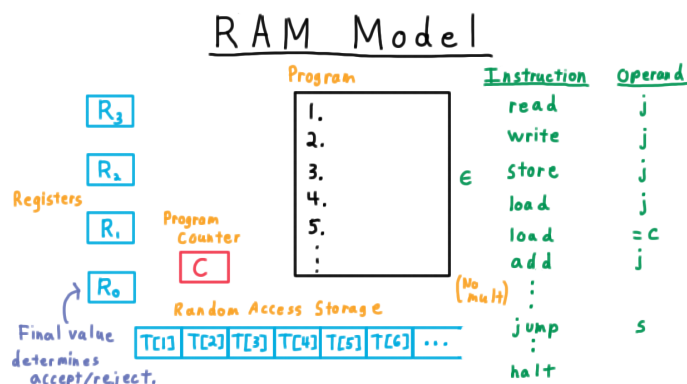 RAM Model
Registers
R3
R2
R1
R0
Final value
determines
accept/reject.
Program
Counter
C
Program
1.
2.
3.
4.
5.
⋮
∈
Instruction Operand
read j
write j
store j
load j
load =c
add j
(No
mult)
⋮
jump s
⋮
halt
Random Access Storage
T[1] T[2] T[3] T[4] T[5] T[6] ...